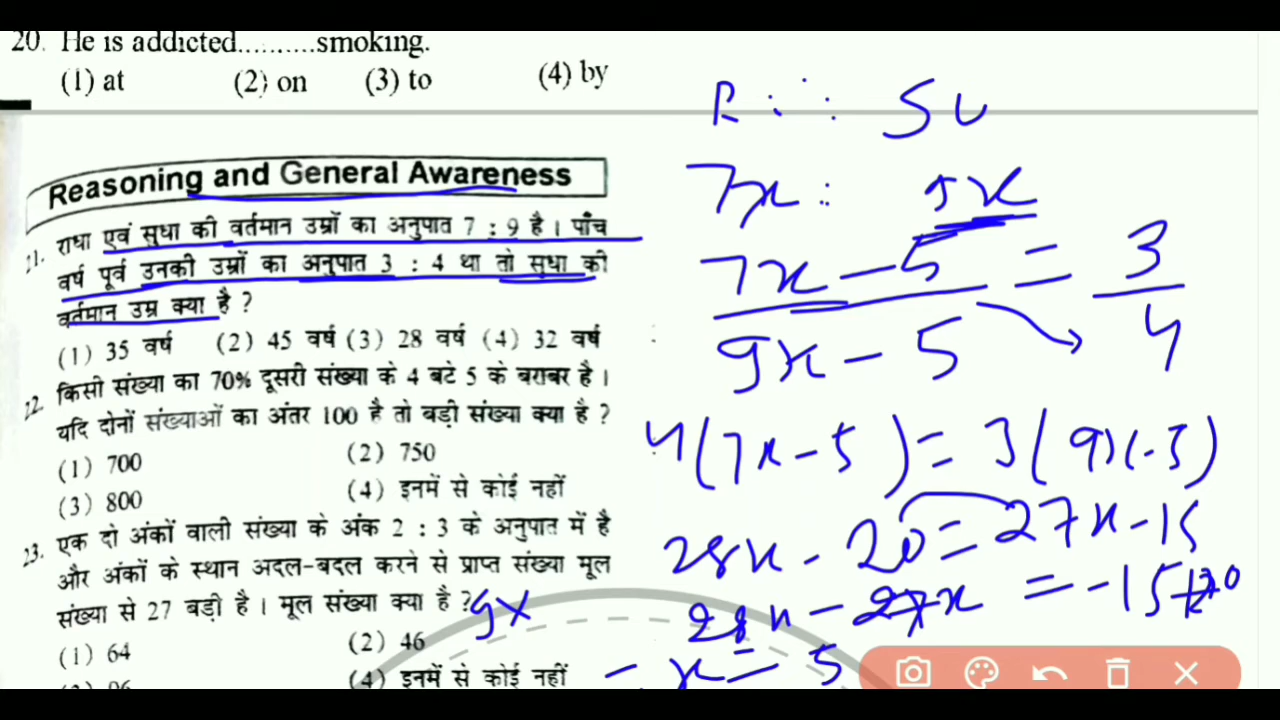 20. He is addicted..........smoking.
(1) at (2) on (3) to (4) by
Reasoning and General Awareness
21. राधा एवं सुधा की वर्तमान उम्रों का अनुपात 7 : 9 है। पाँच
वर्ष पूर्व उनकी उम्रों का अनुपात 3 : 4 था तो सुधा की
वर्तमान उम्र क्या है ?
(1) 35 वर्ष (2) 45 वर्ष (3) 28 वर्ष (4) 32 वर्ष
22. किसी संख्या का 70% दूसरी संख्या के 4 बटे 5 के बराबर है।
यदि दोनों संख्याओं का अंतर 100 है तो बड़ी संख्या क्या है ?
(1) 700 (2) 750
(3) 800 (4) इनमें से कोई नहीं
23. एक दो अंकों वाली संख्या के अंक 2 : 3 के अनुपात में है
और अंकों के स्थान अदल-बदल करने से प्राप्त संख्या मूल
संख्या से 27 बड़ी है। मूल संख्या क्या है ?
(1) 64 (2) 46
(4) इनमें से कोई नहीं
7x : 9x
7x - 5 = 3
9x - 5 4
4(7x - 5) = 3(9x - 5)
28x - 20 = 27x - 15
28x - 27x = -15 + 20
9x
x = 5